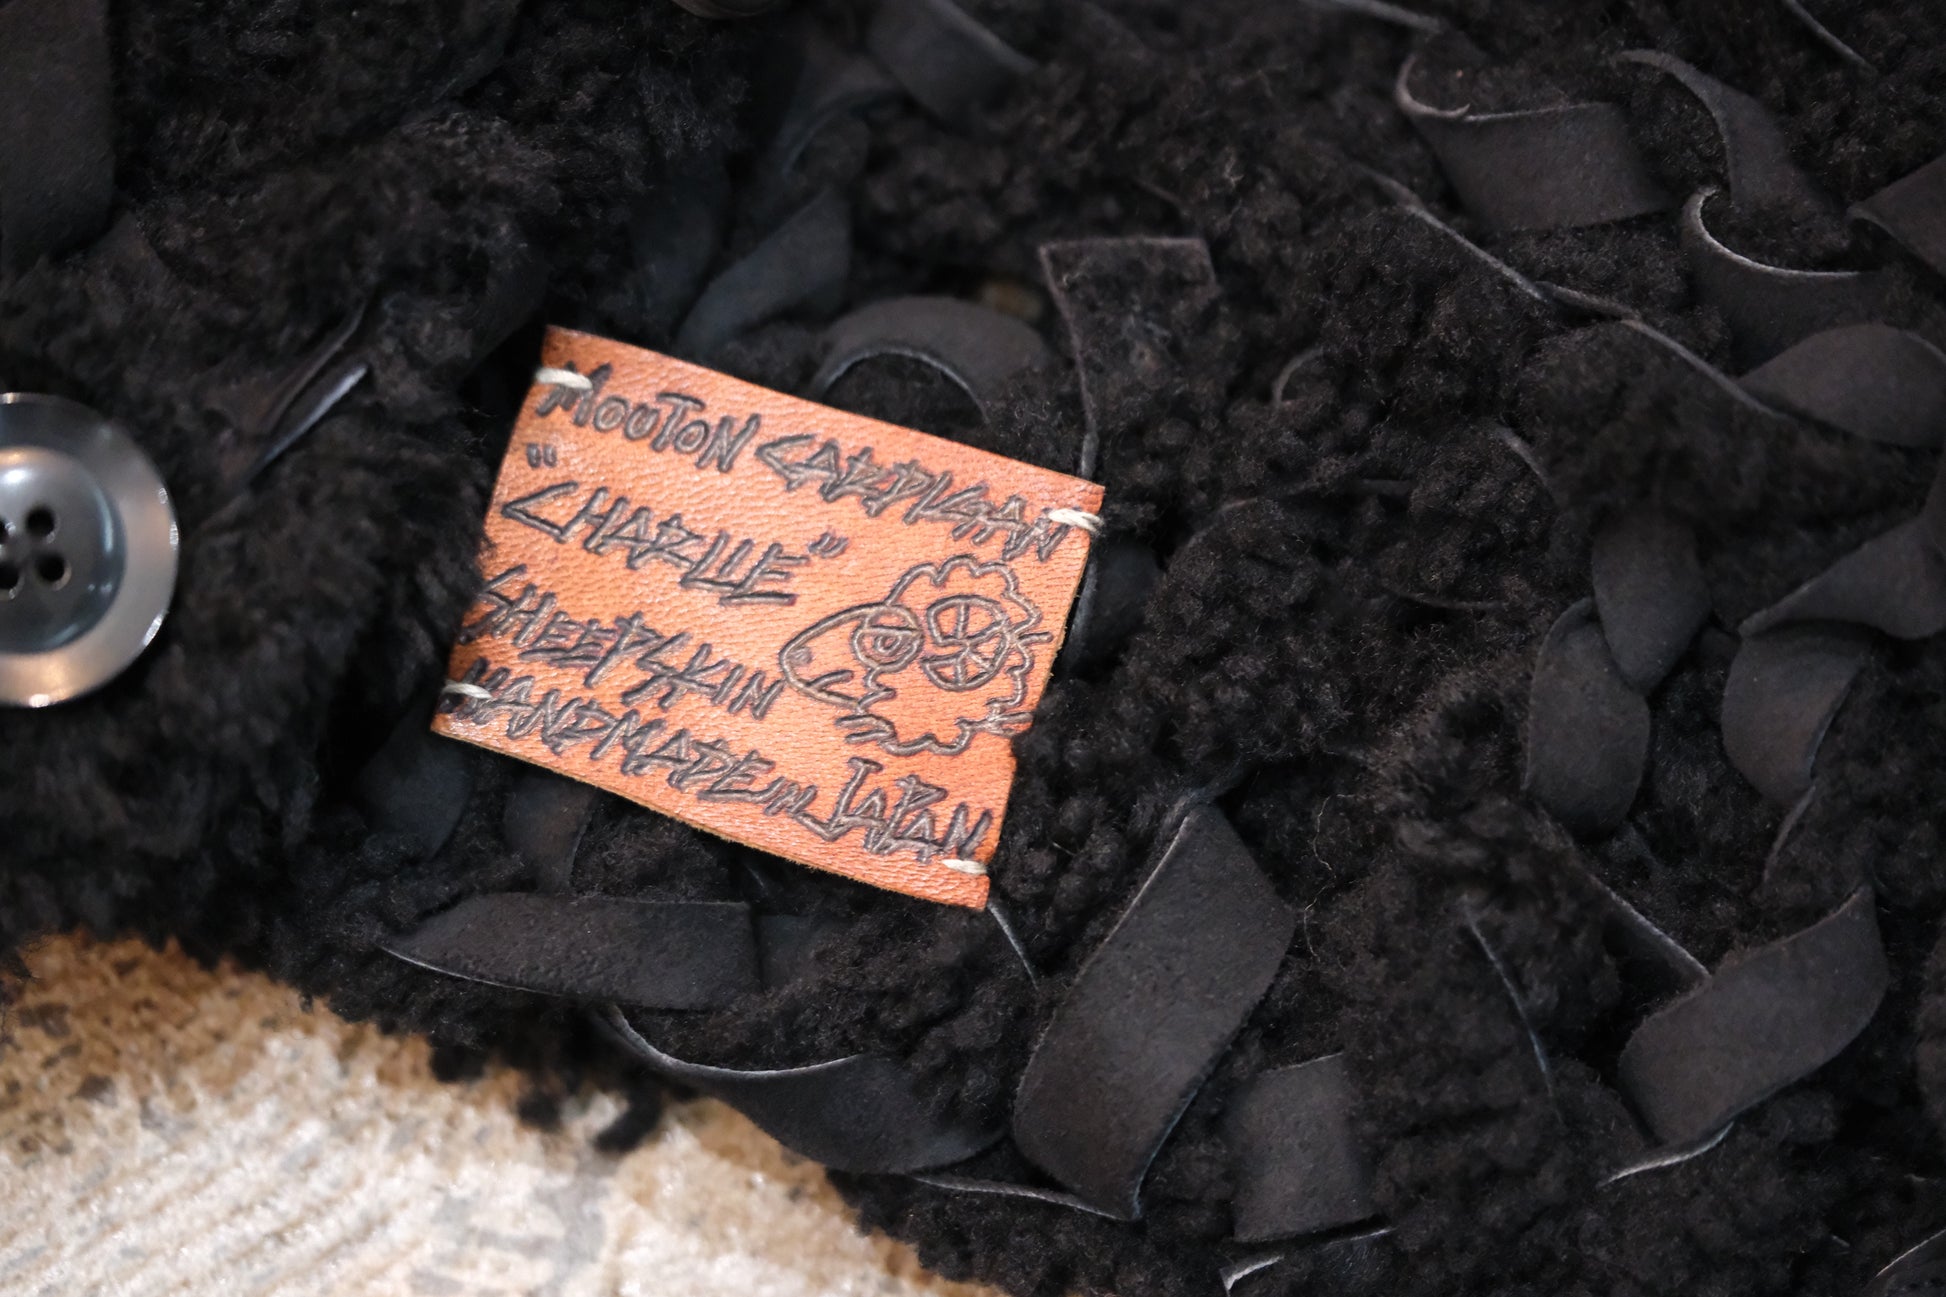 MOUTON CARDIGAN
"CHARLIE"
SHEEPSKIN
HANDMADE IN JAPAN